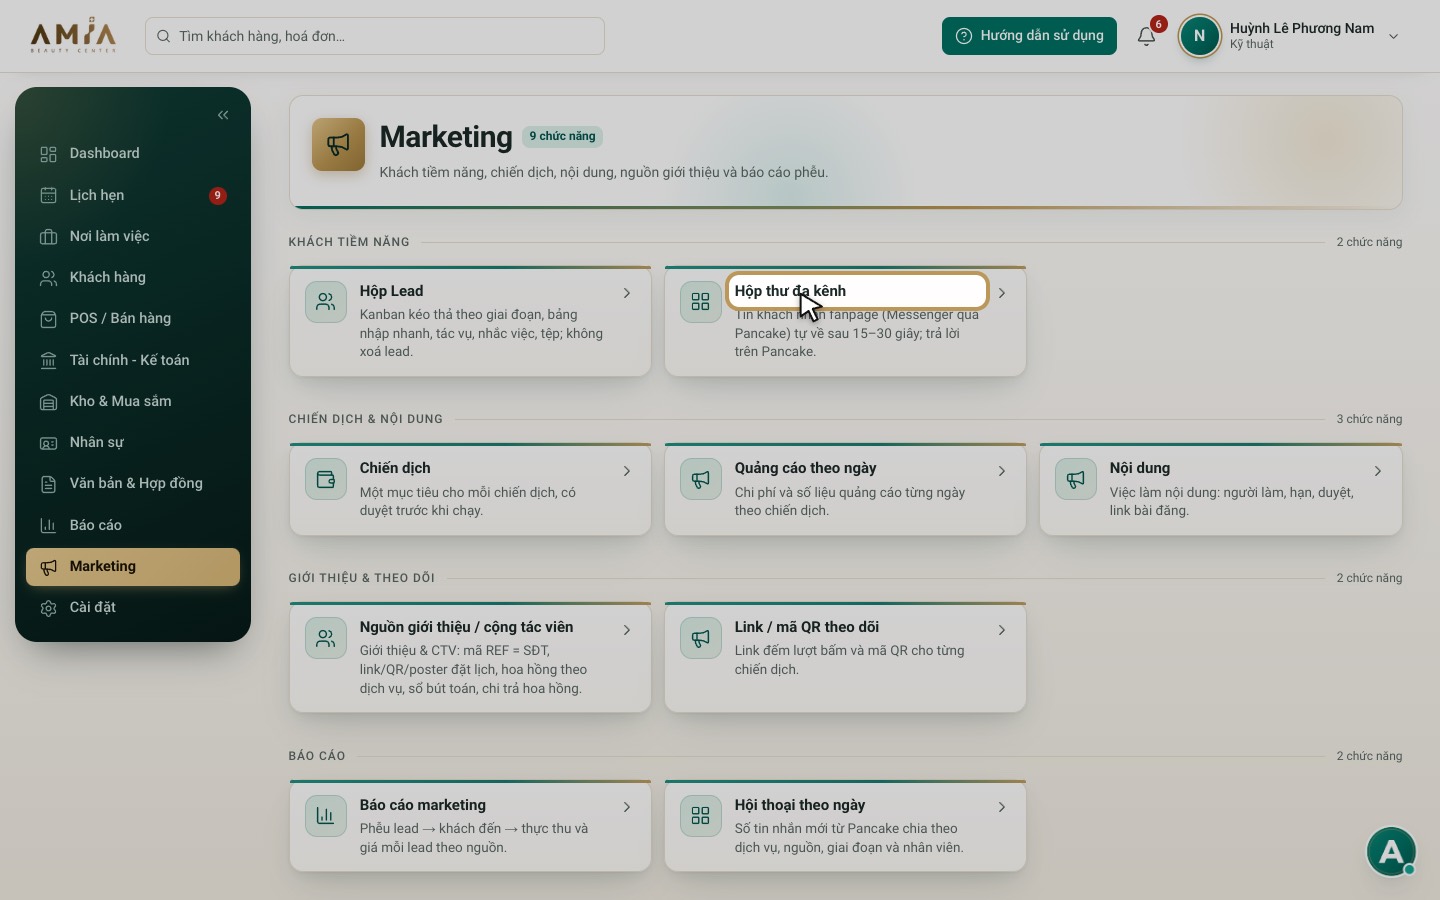 AMIA
BEAUTY CENTER
Tìm khách hàng, hoá đơn...
Hướng dẫn sử dụng
6
N
Huỳnh Lê Phương Nam
Kỹ thuật
Dashboard
Lịch hẹn
9
Nơi làm việc
Khách hàng
POS / Bán hàng
Tài chính - Kế toán
Kho & Mua sắm
Nhân sự
Văn bản & Hợp đồng
Báo cáo
Marketing
Cài đặt
Marketing
9 chức năng
Khách tiềm năng, chiến dịch, nội dung, nguồn giới thiệu và báo cáo phễu.
KHÁCH TIỀM NĂNG
2 chức năng
Hộp Lead
Kanban kéo thả theo giai đoạn, bảng
nhập nhanh, tác vụ, nhắc việc, tệp; không
xoá lead.
Hộp thư đa kênh
Tin khách nhắn fanpage (Messenger qua
Pancake) tự về sau 15–30 giây; trả lời
trên Pancake.
CHIẾN DỊCH & NỘI DUNG
3 chức năng
Chiến dịch
Một mục tiêu cho mỗi chiến dịch, có
duyệt trước khi chạy.
Quảng cáo theo ngày
Chi phí và số liệu quảng cáo từng ngày
theo chiến dịch.
Nội dung
Việc làm nội dung: người làm, hạn, duyệt,
link bài đăng.
GIỚI THIỆU & THEO DÕI
2 chức năng
Nguồn giới thiệu / cộng tác viên
Giới thiệu & CTV: mã REF = SĐT,
link/QR/poster đặt lịch, hoa hồng theo
dịch vụ, sổ bút toán, chi trả hoa hồng.
Link / mã QR theo dõi
Link đếm lượt bấm và mã QR cho từng
chiến dịch.
BÁO CÁO
2 chức năng
Báo cáo marketing
Phễu lead → khách đến → thực thu và
giá mỗi lead theo nguồn.
Hội thoại theo ngày
Số tin nhắn mới từ Pancake chia theo
dịch vụ, nguồn, giai đoạn và nhân viên.
A